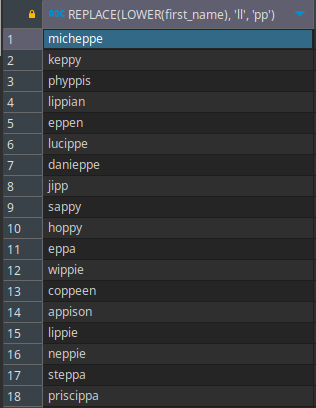 ABC REPLACE(LOWER(first_name), 'll', 'pp')
1 micheppe
2 keppy
3 phyppis
4 lippian
5 eppen
6 lucippe
7 danieppe
8 jipp
9 sappy
10 hoppy
11 eppa
12 wippie
13 coppeen
14 appison
15 lippie
16 neppie
17 steppa
18 priscippa